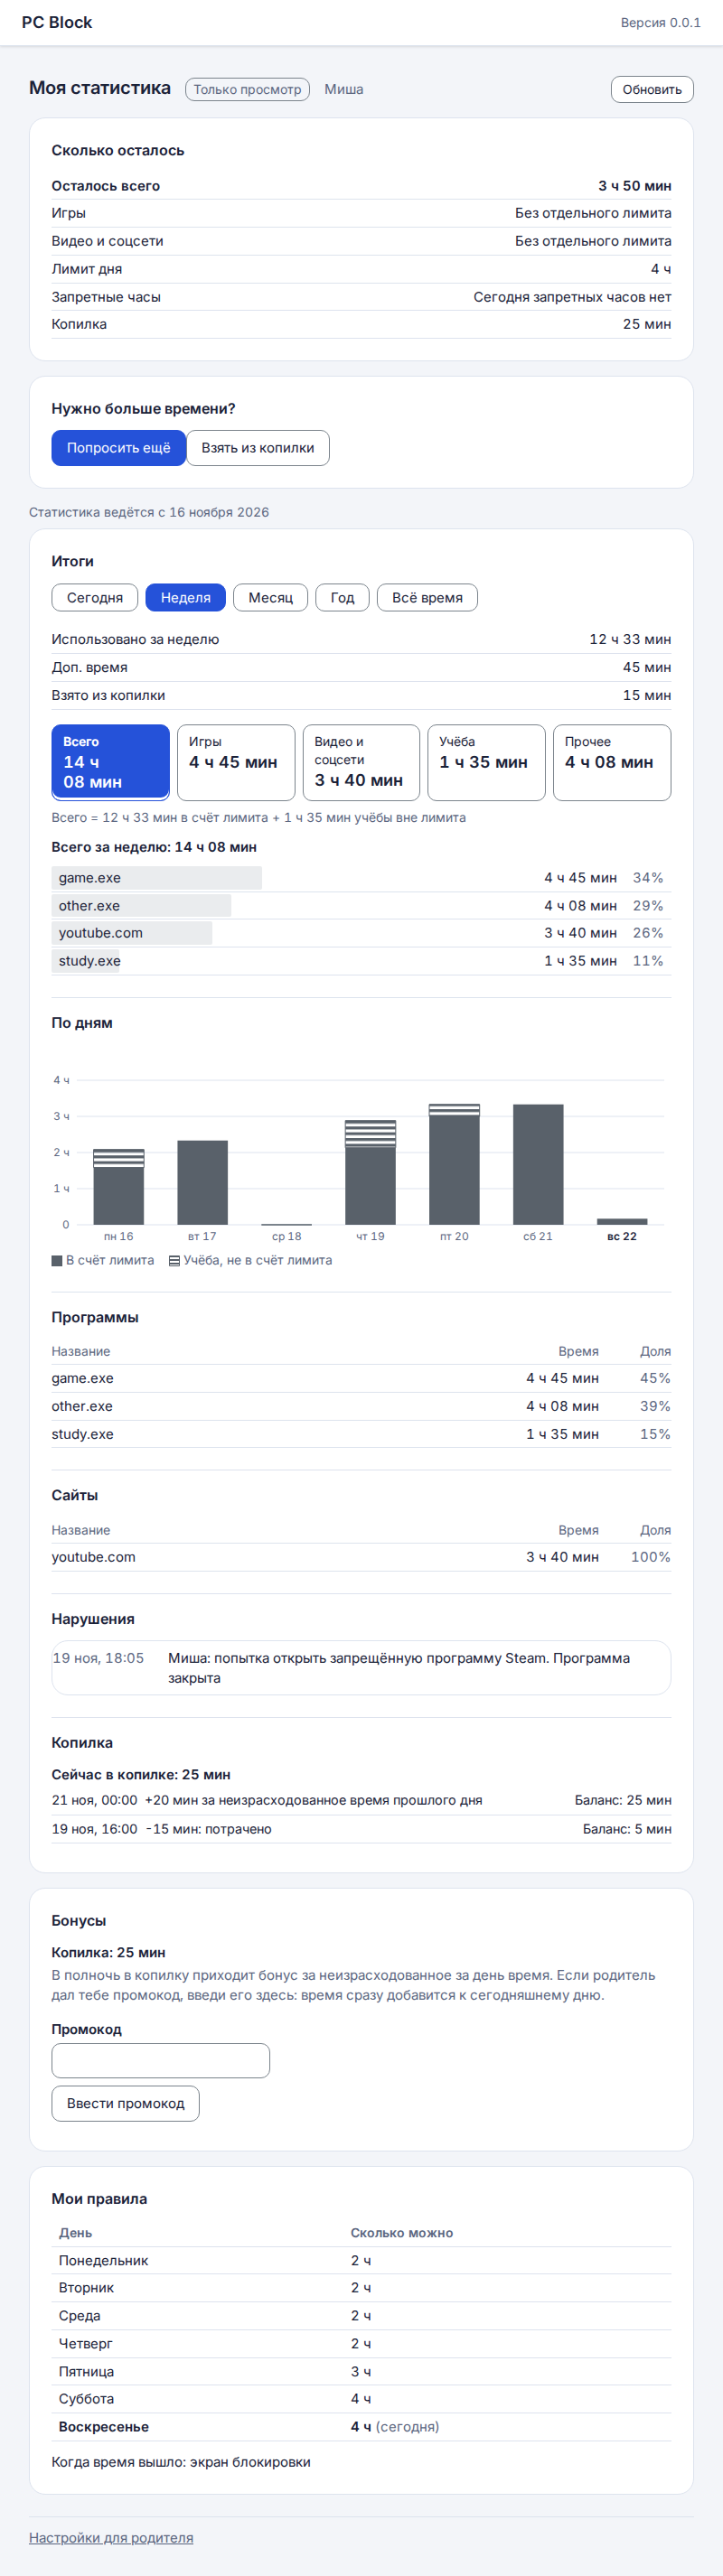 PC Block
Версия 0.0.1
Моя статистика
Только просмотр
Миша
Обновить
Сколько осталось
Осталось всего 3 ч 50 мин
Игры Без отдельного лимита
Видео и соцсети Без отдельного лимита
Лимит дня 4 ч
Запретные часы Сегодня запретных часов нет
Копилка 25 мин
Нужно больше времени?
Попросить ещё
Взять из копилки
Статистика ведётся с 16 ноября 2026
Итоги
Сегодня Неделя Месяц Год Всё время
Использовано за неделю 12 ч 33 мин
Доп. время 45 мин
Взято из копилки 15 мин
Всего
14 ч
08 мин
Игры
4 ч 45 мин
Видео и
соцсети
3 ч 40 мин
Учёба
1 ч 35 мин
Прочее
4 ч 08 мин
Всего = 12 ч 33 мин в счёт лимита + 1 ч 35 мин учёбы вне лимита
Всего за неделю: 14 ч 08 мин
game.exe 4 ч 45 мин 34%
other.exe 4 ч 08 мин 29%
youtube.com 3 ч 40 мин 26%
study.exe 1 ч 35 мин 11%
По дням
4 ч
3 ч
2 ч
1 ч
0
пн 16 вт 17 ср 18 чт 19 пт 20 сб 21 вс 22
В счёт лимита Учёба, не в счёт лимита
Программы
Название Время Доля
game.exe 4 ч 45 мин 45%
other.exe 4 ч 08 мин 39%
study.exe 1 ч 35 мин 15%
Сайты
Название Время Доля
youtube.com 3 ч 40 мин 100%
Нарушения
19 ноя, 18:05 Миша: попытка открыть запрещённую программу Steam. Программа
закрыта
Копилка
Сейчас в копилке: 25 мин
21 ноя, 00:00 +20 мин за неизрасходованное время прошлого дня Баланс: 25 мин
19 ноя, 16:00 -15 мин: потрачено Баланс: 5 мин
Бонусы
Копилка: 25 мин
В полночь в копилку приходит бонус за неизрасходованное за день время. Если родитель
дал тебе промокод, введи его здесь: время сразу добавится к сегодняшнему дню.
Промокод
Ввести промокод
Мои правила
День Сколько можно
Понедельник 2 ч
Вторник 2 ч
Среда 2 ч
Четверг 2 ч
Пятница 3 ч
Суббота 4 ч
Воскресенье 4 ч (сегодня)
Когда время вышло: экран блокировки
Настройки для родителя